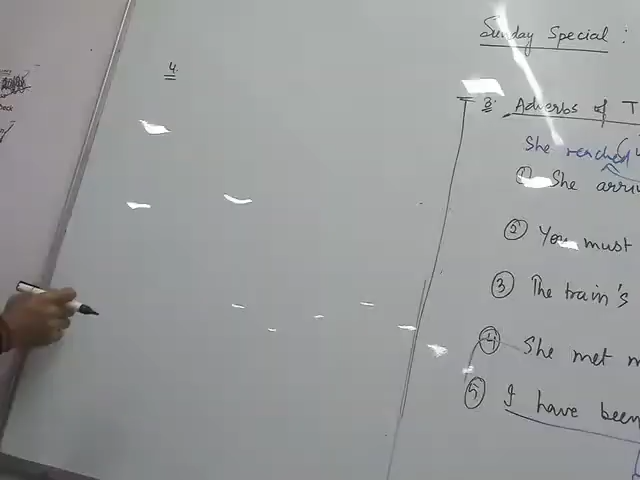 Sunday Special :
4.
3. Adverbs of T
She reached
① She arri
② You must
③ The train's
④ She met m
⑤ I have been